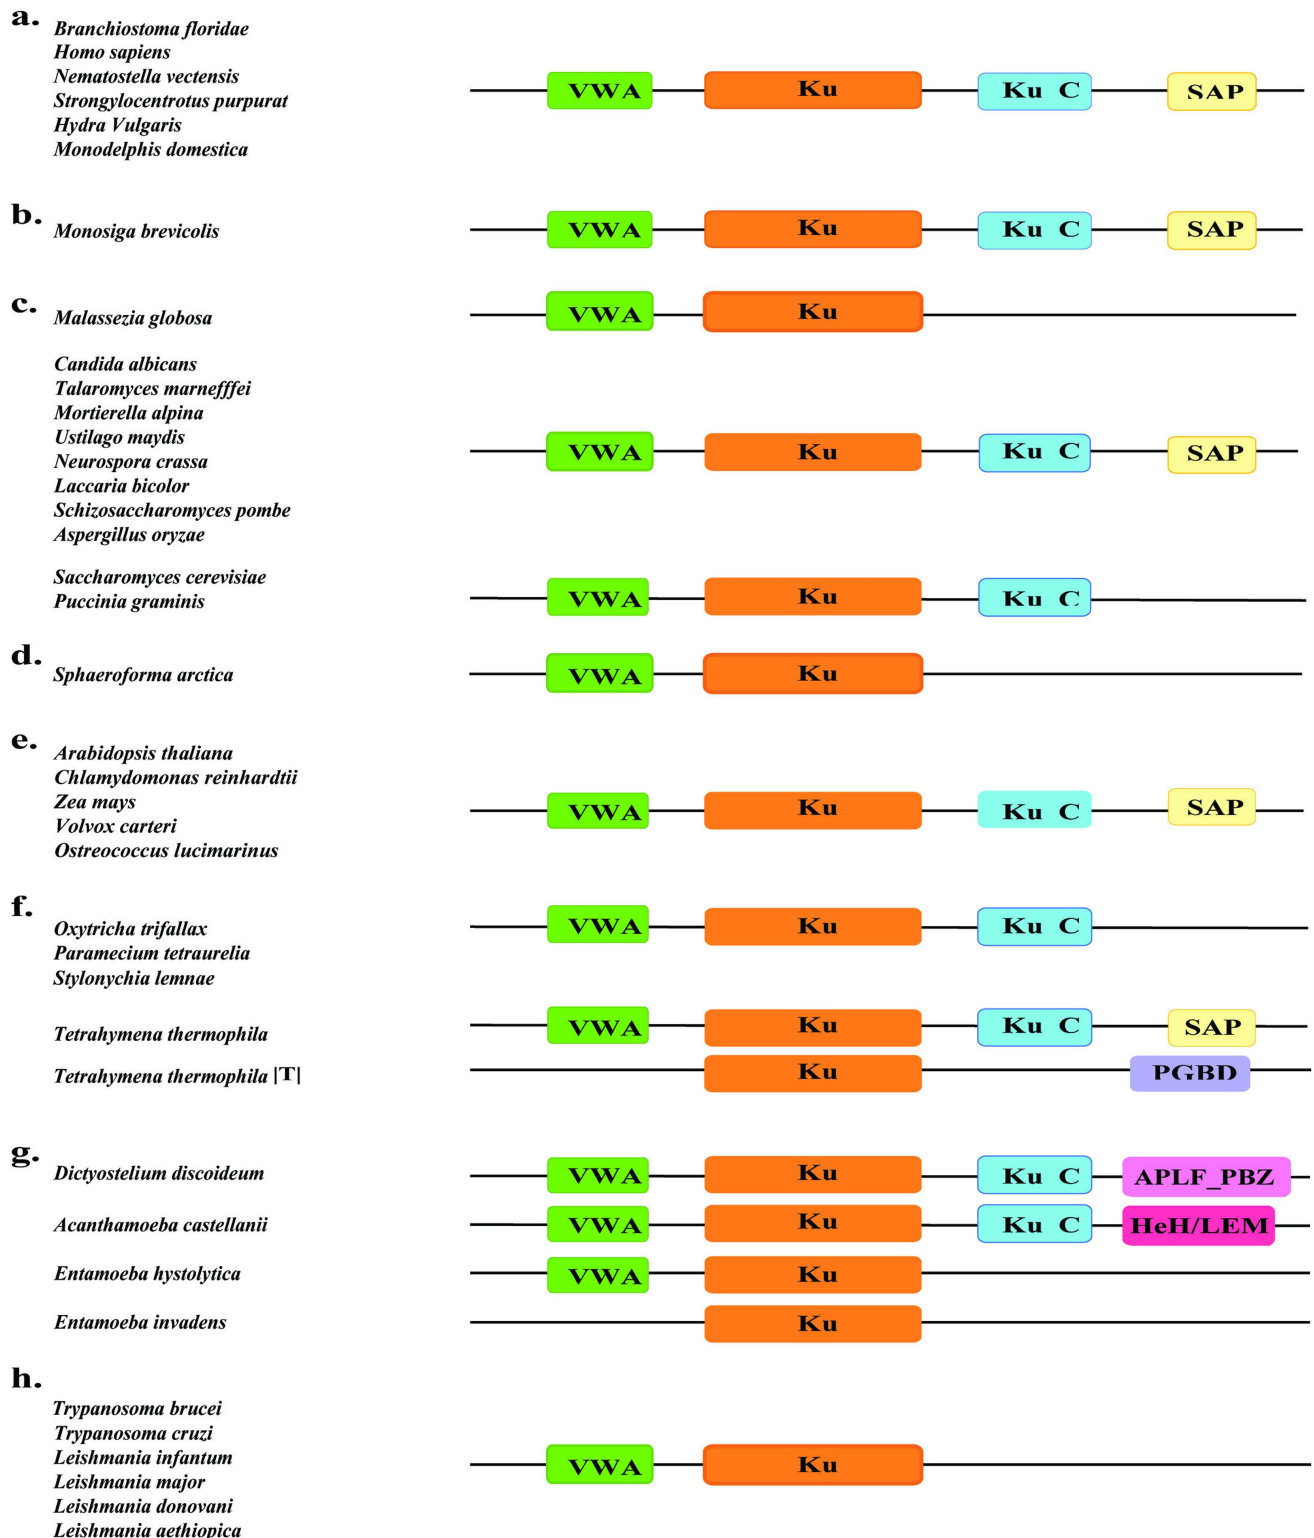 a.
Branchiostoma floridae
Homo sapiens
Nematostella vectensis
Strongylocentrotus purpurat
Hydra Vulgaris
Monodelphis domestica
VWA Ku Ku C SAP
b.
Monosiga brevicolis
VWA Ku Ku C SAP
c.
Malassezia globosa
VWA Ku
Candida albicans
Talaromyces marnefffei
Mortierella alpina
Ustilago maydis
Neurospora crassa
Laccaria bicolor
Schizosaccharomyces pombe
Aspergillus oryzae
VWA Ku Ku C SAP
Saccharomyces cerevisiae
Puccinia graminis
VWA Ku Ku C
d.
Sphaeroforma arctica
VWA Ku
e.
Arabidopsis thaliana
Chlamydomonas reinhardtii
Zea mays
Volvox carteri
Ostreococcus lucimarinus
VWA Ku Ku C SAP
f.
Oxytricha trifallax
Paramecium tetraurelia
Stylonychia lemnae
VWA Ku Ku C
Tetrahymena thermophila
VWA Ku Ku C SAP
Tetrahymena thermophila |T|
Ku PGBD
g.
Dictyostelium discoideum
VWA Ku Ku C APLF_PBZ
Acanthamoeba castellanii
VWA Ku Ku C HeH/LEM
Entamoeba hystolytica
VWA Ku
Entamoeba invadens
Ku
h.
Trypanosoma brucei
Trypanosoma cruzi
Leishmania infantum
Leishmania major
Leishmania donovani
Leishmania aethiopica
VWA Ku